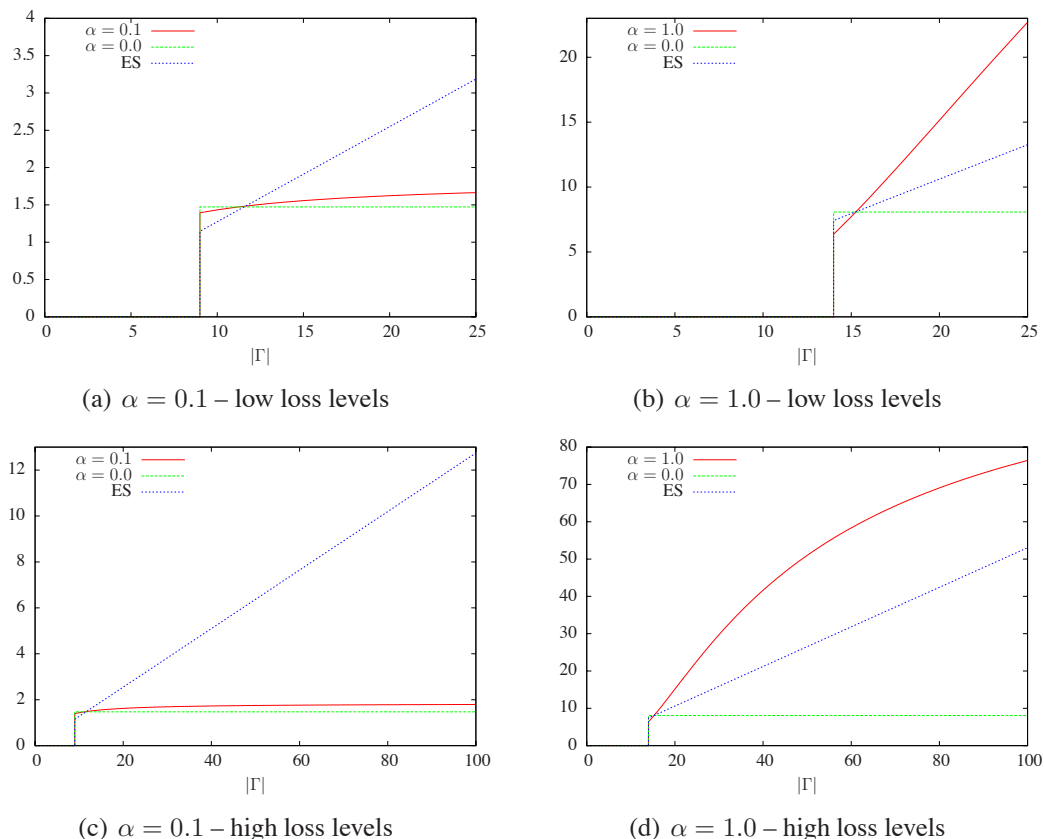 4
3.5
3
2.5
2
1.5
1
0.5
0
α = 0.1
α = 0.0
ES
0 5 10 15 20 25
|Γ|
(a) α = 0.1 – low loss levels
20
15
10
5
0
α = 1.0
α = 0.0
ES
0 5 10 15 20 25
|Γ|
(b) α = 1.0 – low loss levels
12
10
8
6
4
2
0
α = 0.1
α = 0.0
ES
0 20 40 60 80 100
|Γ|
(c) α = 0.1 – high loss levels
80
70
60
50
40
30
20
10
0
α = 1.0
α = 0.0
ES
0 20 40 60 80 100
|Γ|
(d) α = 1.0 – high loss levels